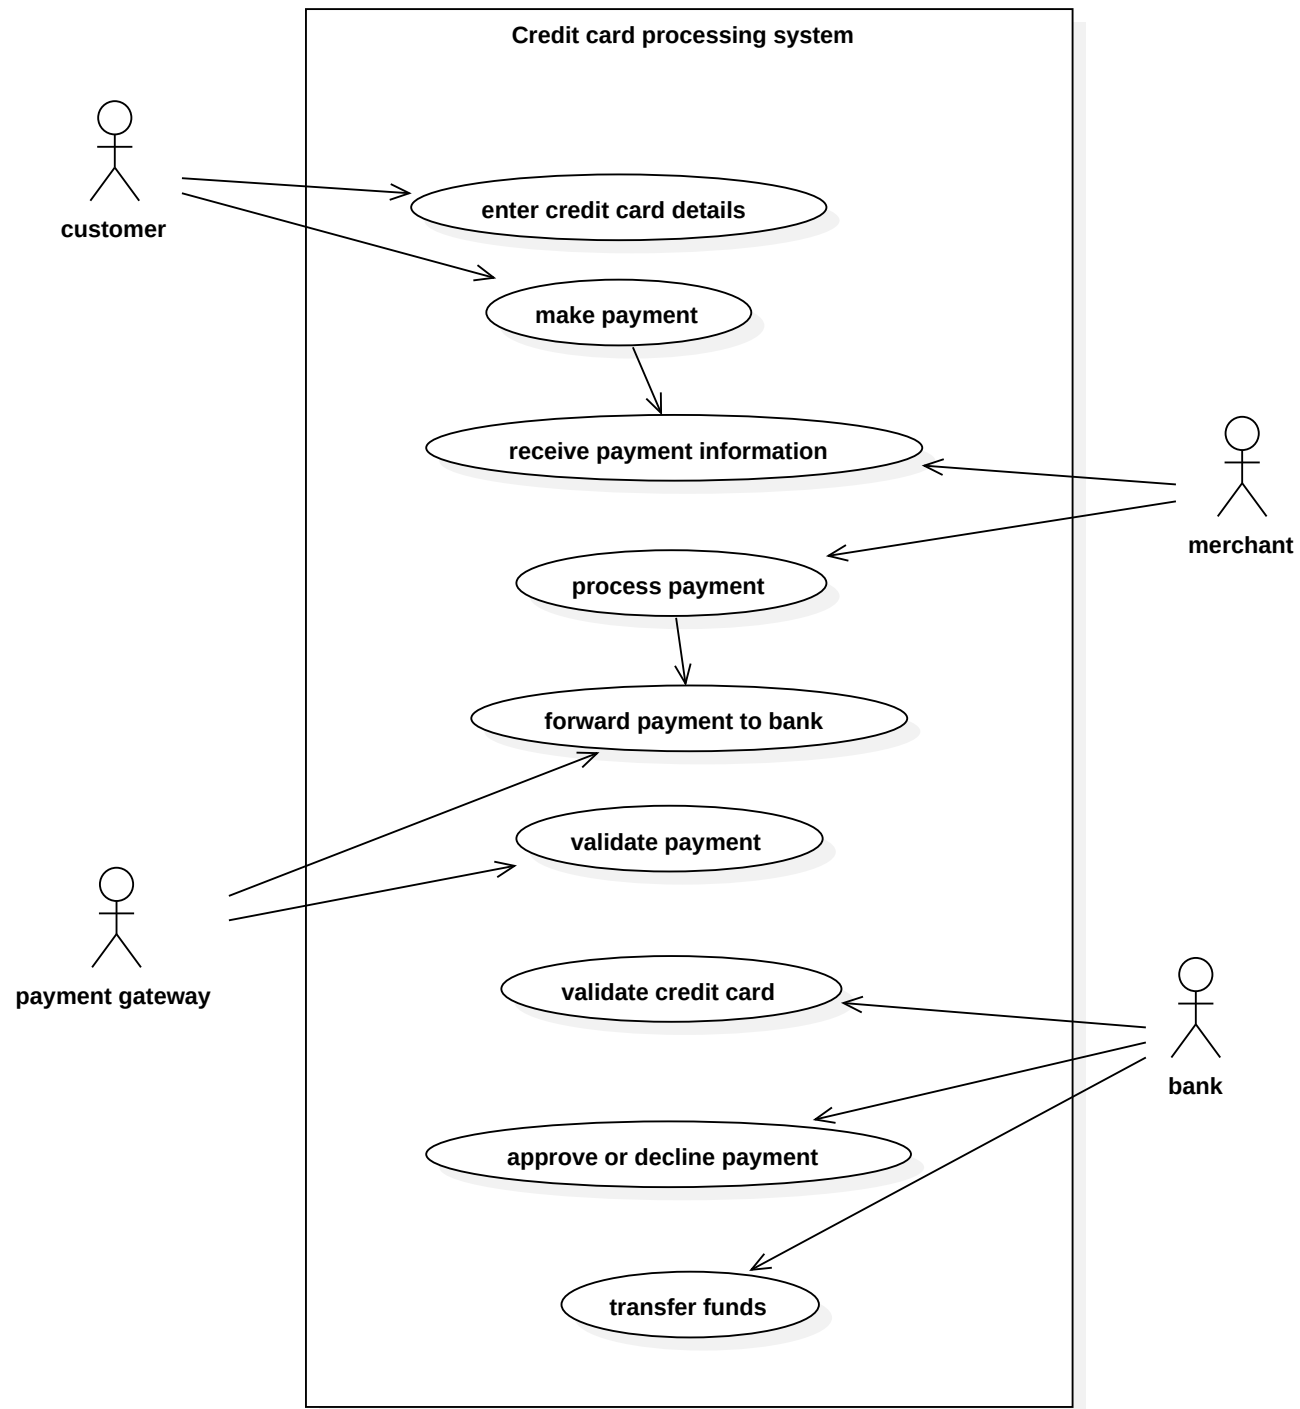 Credit card processing system
customer
enter credit card details
make payment
receive payment information
merchant
process payment
forward payment to bank
validate payment
payment gateway
validate credit card
bank
approve or decline payment
transfer funds